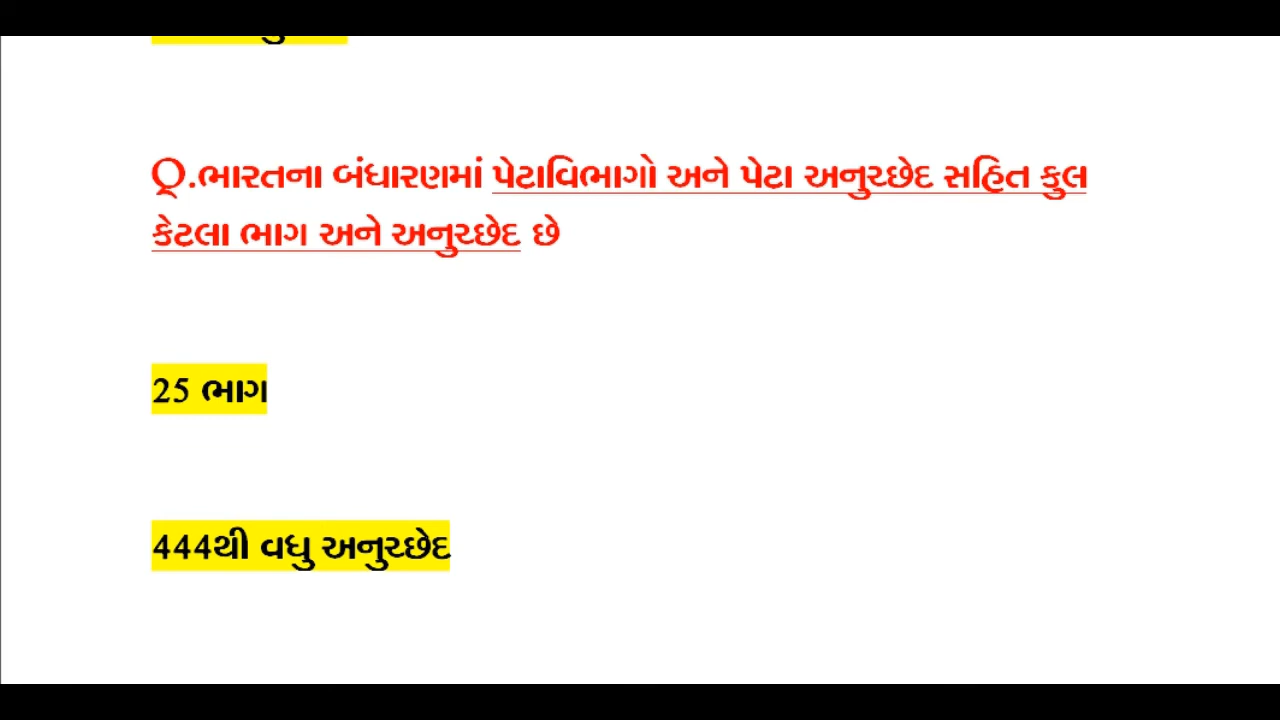 Q.ભારતના બંધારણમાં પેટાવિભાગો અને પેટા અનુચ્છેદ સહિત કુલ
કેટલા ભાગ અને અનુચ્છેદ છે
25 ભાગ
444થી વધુ અનુચ્છેદ